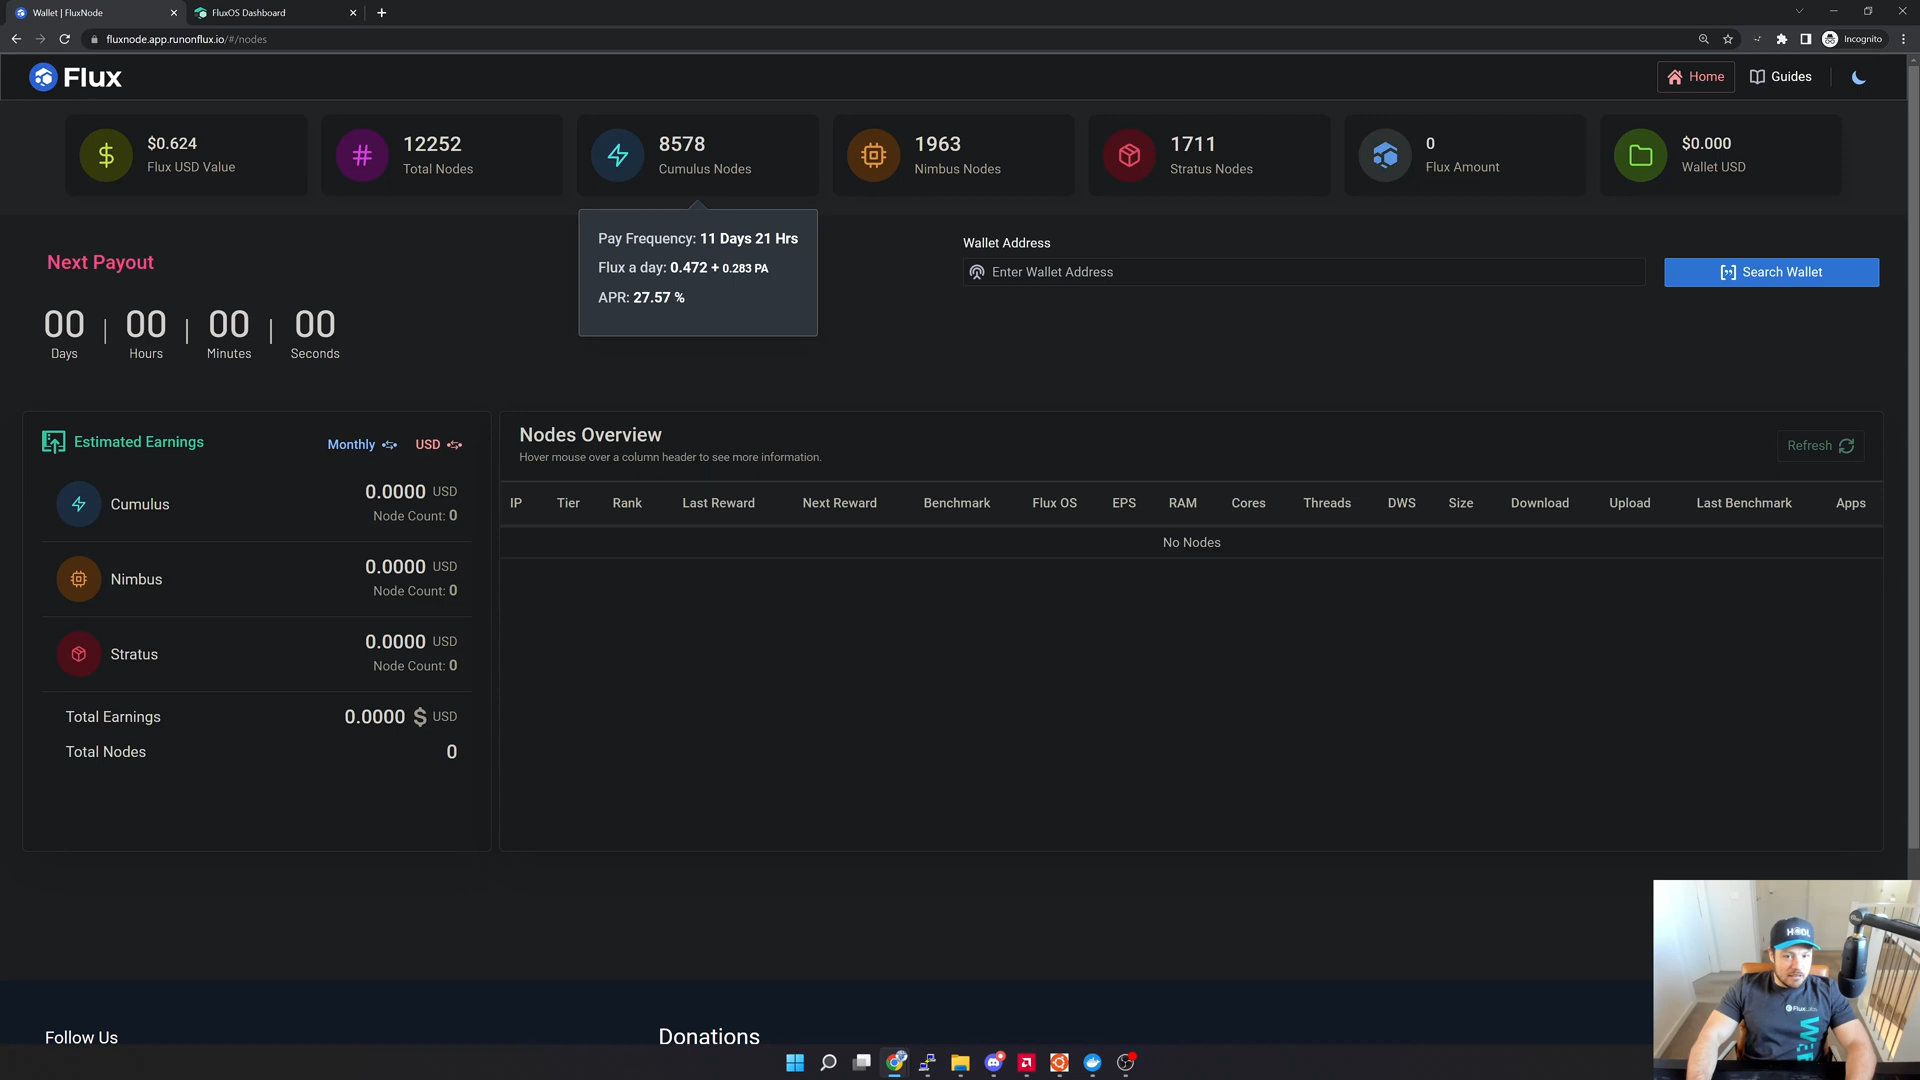 Wallet | FluxNode
FluxOS Dashboard
fluxnode.app.runonflux.io/#/nodes
Incognito
Flux
Home
Guides
$0.624
Flux USD Value
12252
Total Nodes
8578
Cumulus Nodes
1963
Nimbus Nodes
1711
Stratus Nodes
0
Flux Amount
$0.000
Wallet USD
Pay Frequency: 11 Days 21 Hrs
Flux a day: 0.472 + 0.283 PA
APR: 27.57 %
Next Payout
00 | 00 | 00 | 00
Days Hours Minutes Seconds
Wallet Address
Enter Wallet Address
Search Wallet
Estimated Earnings
Monthly
USD
Cumulus
0.0000 USD
Node Count: 0
Nimbus
0.0000 USD
Node Count: 0
Stratus
0.0000 USD
Node Count: 0
Total Earnings
0.0000 $ USD
Total Nodes
0
Nodes Overview
Hover mouse over a column header to see more information.
Refresh
IP Tier Rank Last Reward Next Reward Benchmark Flux OS EPS RAM Cores Threads DWS Size Download Upload Last Benchmark Apps
No Nodes
Follow Us
Donations
HODL
FluxLabs